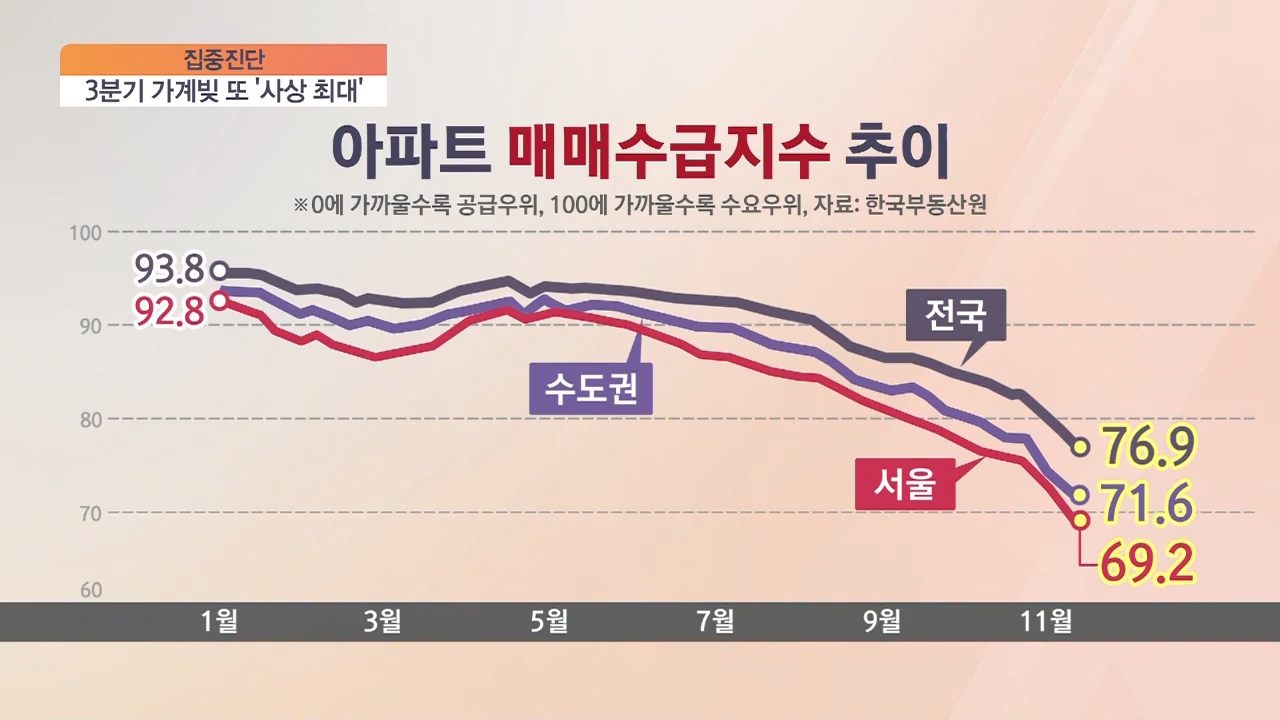 집중진단
3분기 가계빚 또 '사상 최대'
아파트 매매수급지수 추이
※0에 가까울수록 공급우위, 100에 가까울수록 수요우위, 자료: 한국부동산원
100
93.8
92.8
90
전국
수도권
80
76.9
서울
71.6
70
69.2
60
1월 3월 5월 7월 9월 11월